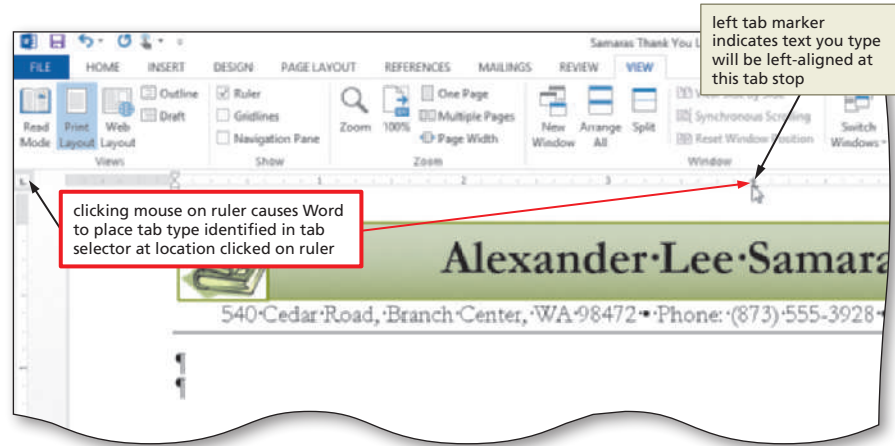 left tab marker
indicates text you type
will be left-aligned at
this tab stop
Samaras Thank You L
FILE HOME INSERT DESIGN PAGE LAYOUT REFERENCES MAILINGS REVIEW VIEW
Read Mode
Print Layout
Web Layout
Outline
Draft
Views
Ruler
Gridlines
Navigation Pane
Show
Zoom
100%
One Page
Multiple Pages
Page Width
Zoom
New Window
Arrange All
Split
Synchronous Scrolling
Reset Window Position
Switch Windows
Window
1 2 3
clicking mouse on ruler causes Word
to place tab type identified in tab
selector at location clicked on ruler
Alexander·Lee·Samara
540·Cedar·Road,·Branch·Center,·WA·98472·•·Phone:·(873)·555-3928·
¶
¶